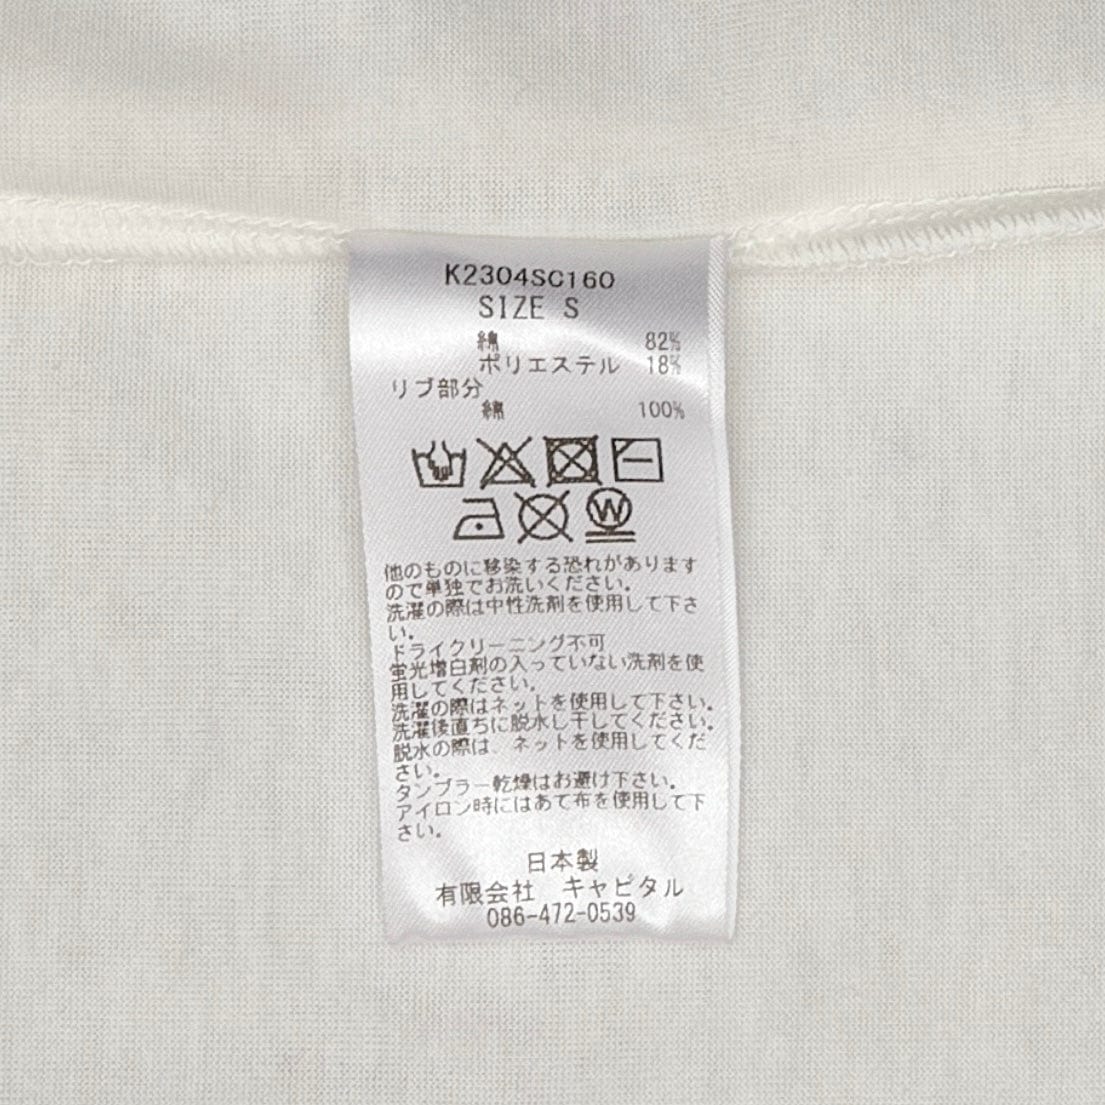 K2304SC160
SIZE S
綿 82%
ポリエステル 18%
リブ部分
綿 100%
W
他のものに移染する恐れがあります
ので単独でお洗いください。
洗濯の際は中性洗剤を使用して下さ
い。
ドライクリーニング不可
蛍光増白剤の入っていない洗剤を使
用してください。
洗濯の際はネットを使用して下さい。
洗濯後直ちに脱水し干してください。
脱水の際は、ネットを使用してくだ
さい。
タンブラー乾燥はお避け下さい。
アイロン時にはあて布を使用して下
さい。
日本製
有限会社 キャピタル
086-472-0539